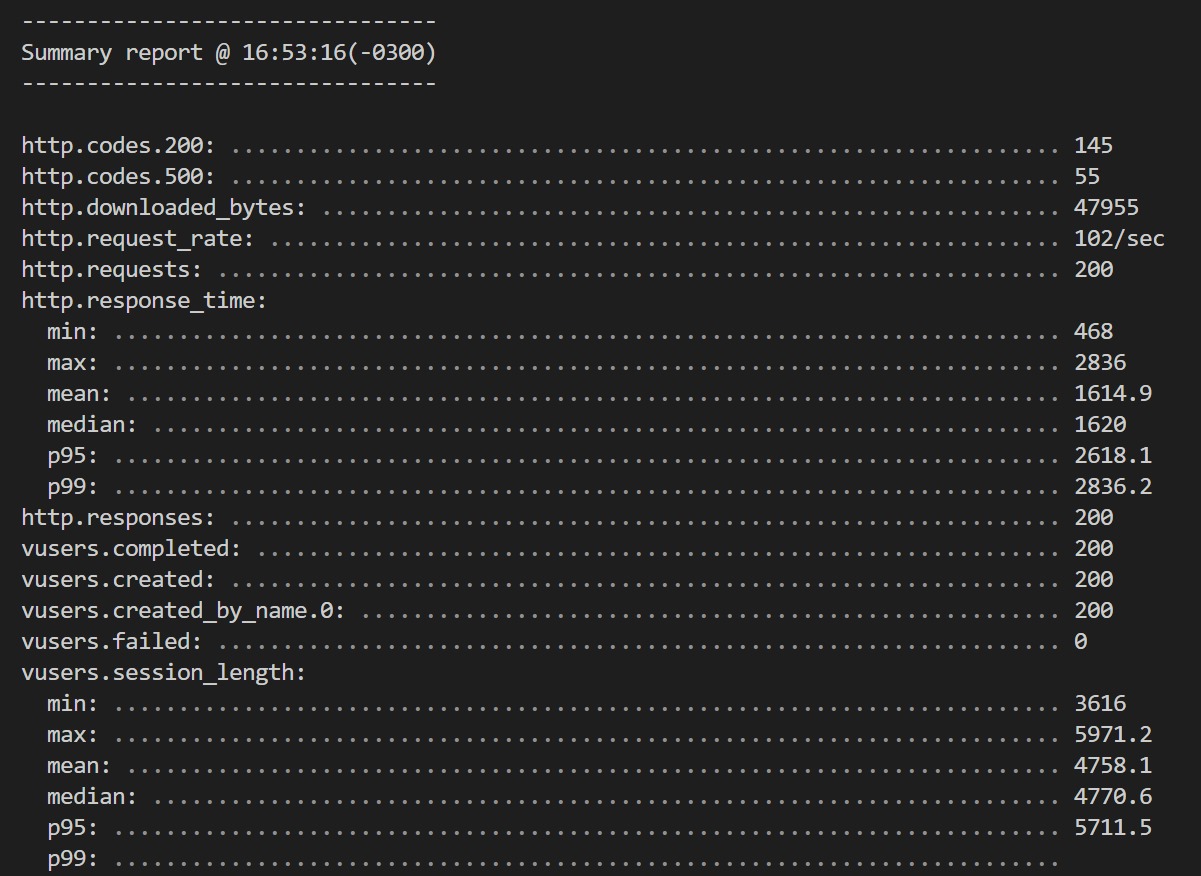 --------------------------------
Summary report @ 16:53:16(-0300)
--------------------------------
http.codes.200: ................................................................ 145
http.codes.500: ................................................................ 55
http.downloaded_bytes: ......................................................... 47955
http.request_rate: ............................................................. 102/sec
http.requests: ................................................................. 200
http.response_time:
  min: ......................................................................... 468
  max: ......................................................................... 2836
  mean: ........................................................................ 1614.9
  median: ...................................................................... 1620
  p95: ......................................................................... 2618.1
  p99: ......................................................................... 2836.2
http.responses: ................................................................ 200
vusers.completed: .............................................................. 200
vusers.created: ................................................................ 200
vusers.created_by_name.0: ...................................................... 200
vusers.failed: ................................................................. 0
vusers.session_length:
  min: ......................................................................... 3616
  max: ......................................................................... 5971.2
  mean: ........................................................................ 4758.1
  median: ...................................................................... 4770.6
  p95: ......................................................................... 5711.5
  p99: .........................................................................